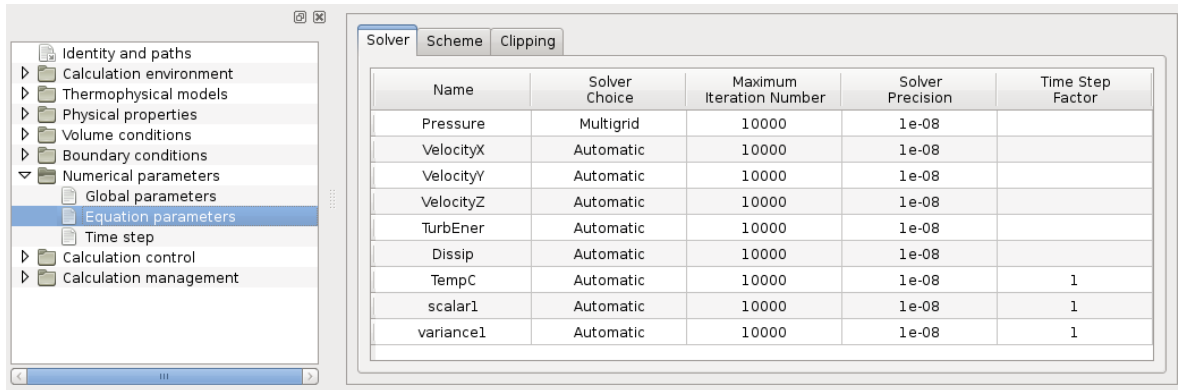 Identity and paths
Calculation environment
Thermophysical models
Physical properties
Volume conditions
Boundary conditions
Numerical parameters
Global parameters
Equation parameters
Time step
Calculation control
Calculation management
Solver Scheme Clipping
Name Solver Choice Maximum Iteration Number Solver Precision Time Step Factor
Pressure Multigrid 10000 1e-08
VelocityX Automatic 10000 1e-08
VelocityY Automatic 10000 1e-08
VelocityZ Automatic 10000 1e-08
TurbEner Automatic 10000 1e-08
Dissip Automatic 10000 1e-08
TempC Automatic 10000 1e-08 1
scalar1 Automatic 10000 1e-08 1
variance1 Automatic 10000 1e-08 1